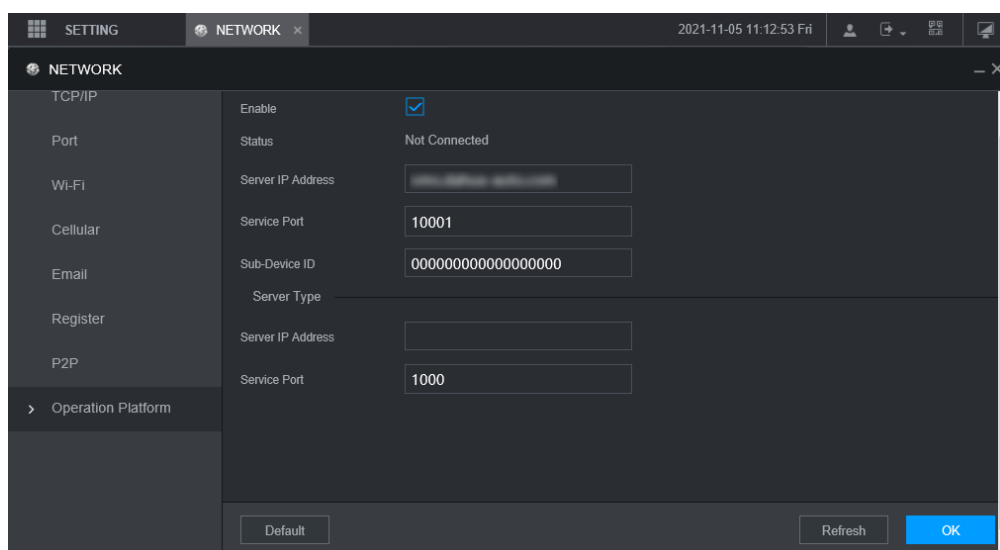 SETTING NETWORK × 2021-11-05 11:12:53 Fri
NETWORK
TCP/IP
Port
Wi-Fi
Cellular
Email
Register
P2P
Operation Platform
Enable
Status Not Connected
Server IP Address
Service Port 10001
Sub-Device ID 000000000000000000
Server Type
Server IP Address
Service Port 1000
Default Refresh OK